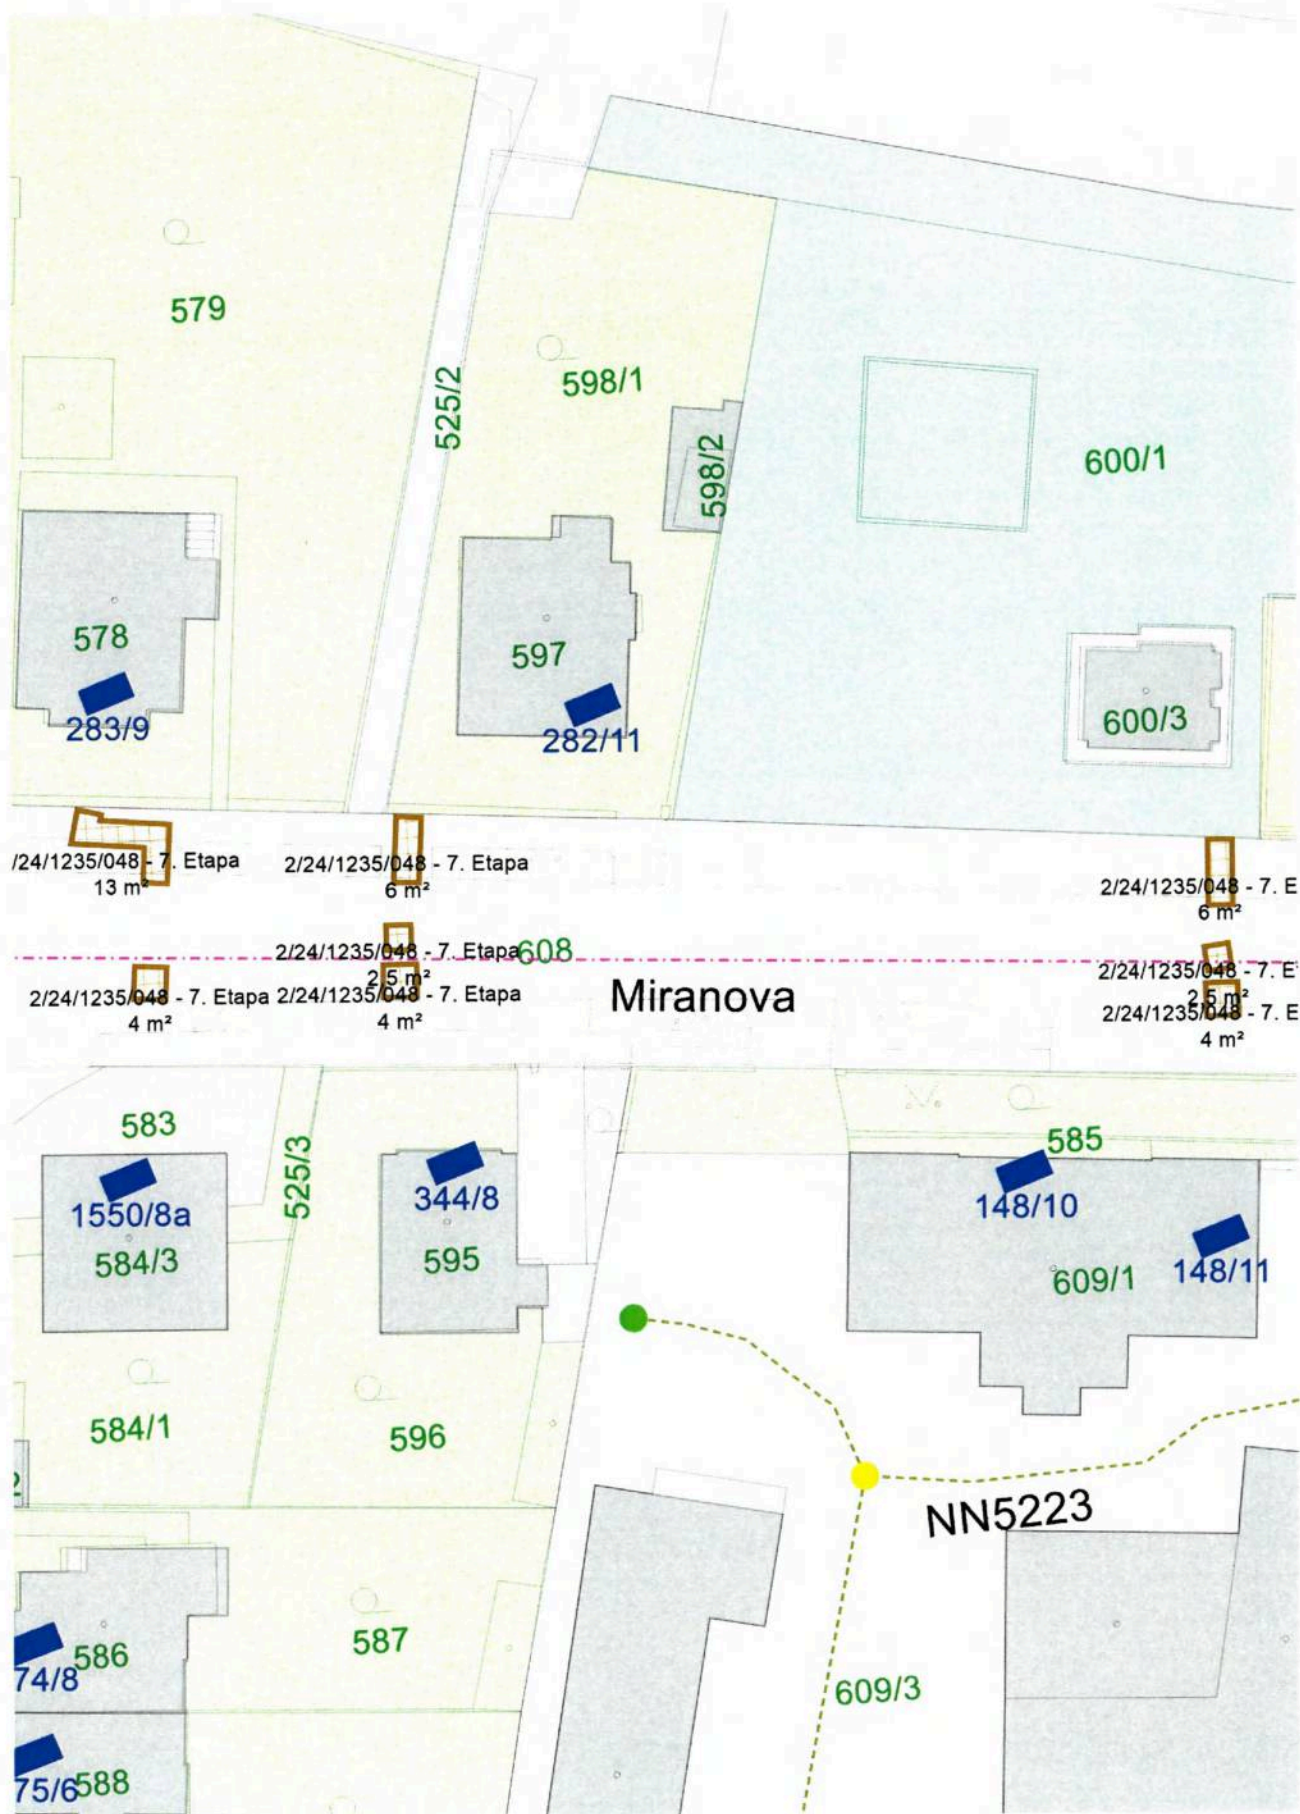 579
525/2
598/1
598/2
600/1
578
283/9
597
282/11
600/3
/24/1235/048 - 7. Etapa
13 m²
2/24/1235/048 - 7. Etapa
6 m²
2/24/1235/048 - 7. E
6 m²
2/24/1235/048 - 7. Etapa
2,5 m²
608
2/24/1235/048 - 7. E
2,5 m²
2/24/1235/048 - 7. Etapa
4 m²
2/24/1235/048 - 7. Etapa
4 m²
Miranova
2/24/1235/048 - 7. E
4 m²
583
525/3
585
1550/8a
584/3
344/8
595
148/10
609/1
148/11
584/1
596
NN5223
586
74/8
587
609/3
75/6
588